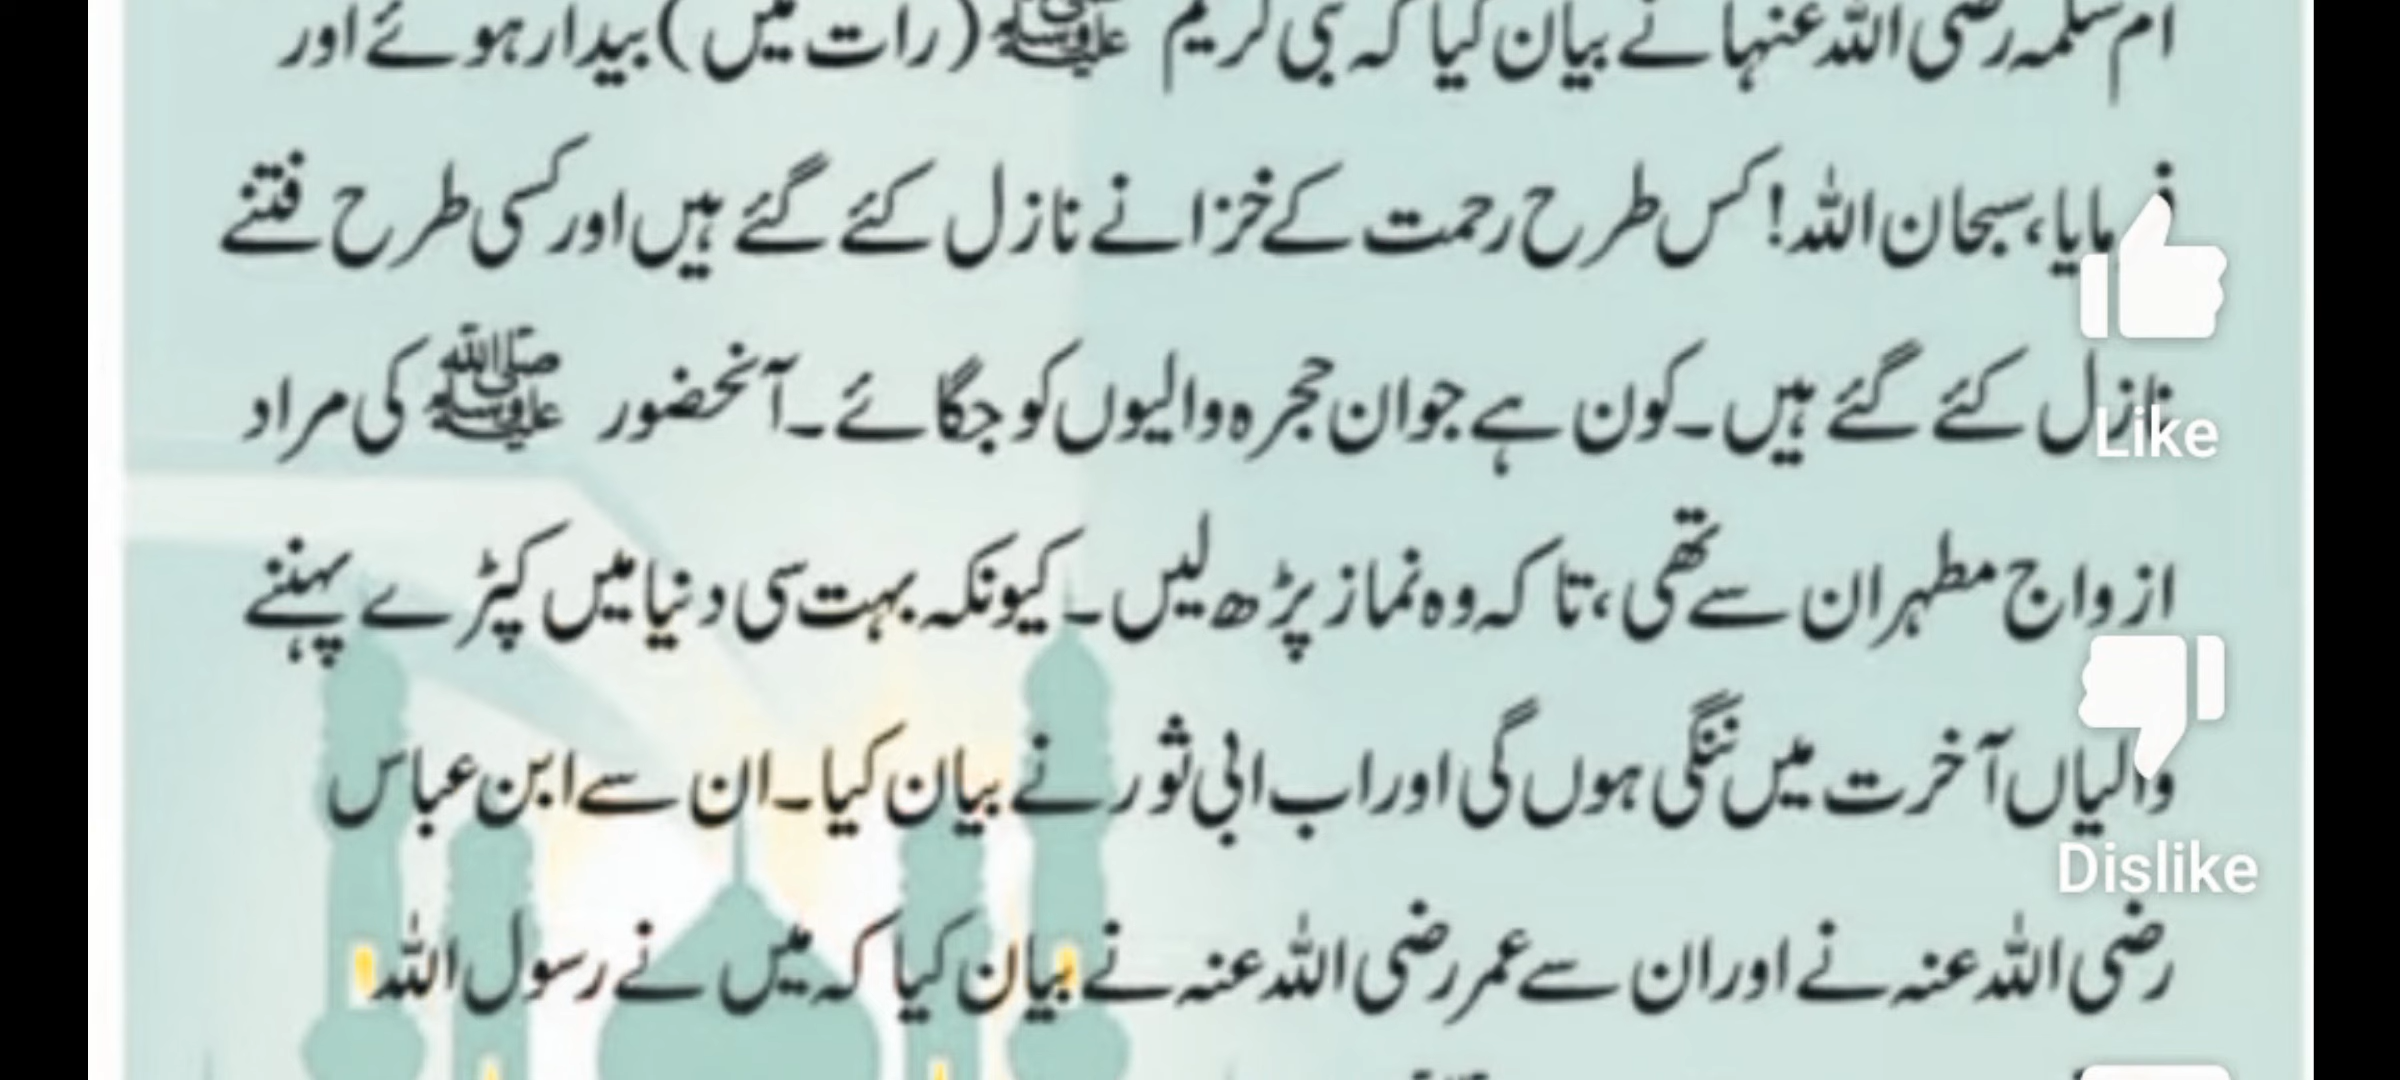 ام سلمہ رضی اللہ عنہا نے بیان کیا کہ نبی کریم ﷺ (رات میں) بیدار ہوئے اور
فرمایا، سبحان اللہ! کس طرح رحمت کے خزانے نازل کئے گئے ہیں اور کسی طرح فتنے
نازل کئے گئے ہیں۔ کون ہے جو ان حجرہ والیوں کو جگائے۔ آنحضور ﷺ کی مراد
Like
ازواج مطہران سے تھی، تاکہ وہ نماز پڑھ لیں۔ کیونکہ بہت سی دنیا میں کپڑے پہننے
والیاں آخرت میں ننگی ہوں گی اور اب ابی ثور نے بیان کیا۔ ان سے ابن عباس
Dislike
رضی اللہ عنہ نے اور ان سے عمر رضی اللہ عنہ نے بیان کیا کہ میں نے رسول اللہ